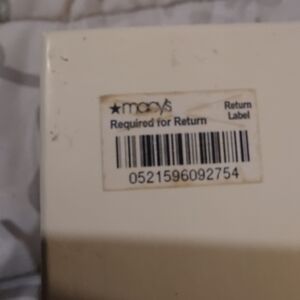 ★macy's Return
Required for Return Label
0521596092754